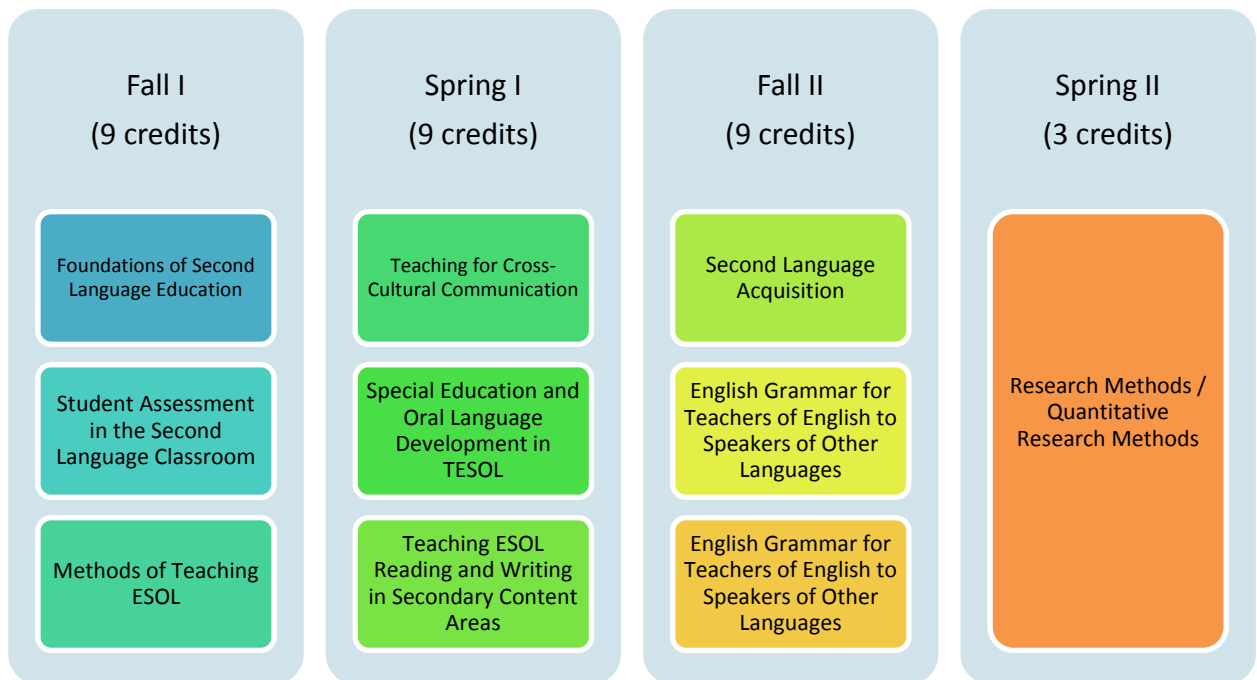 Fall I
(9 credits)
Foundations of Second
Language Education
Student Assessment
in the Second
Language Classroom
Methods of Teaching
ESOL
Spring I
(9 credits)
Teaching for Cross-
Cultural Communication
Special Education and
Oral Language
Development in
TESOL
Teaching ESOL
Reading and Writing
in Secondary Content
Areas
Fall II
(9 credits)
Second Language
Acquisition
English Grammar for
Teachers of English to
Speakers of Other
Languages
English Grammar for
Teachers of English to
Speakers of Other
Languages
Spring II
(3 credits)
Research Methods /
Quantitative
Research Methods